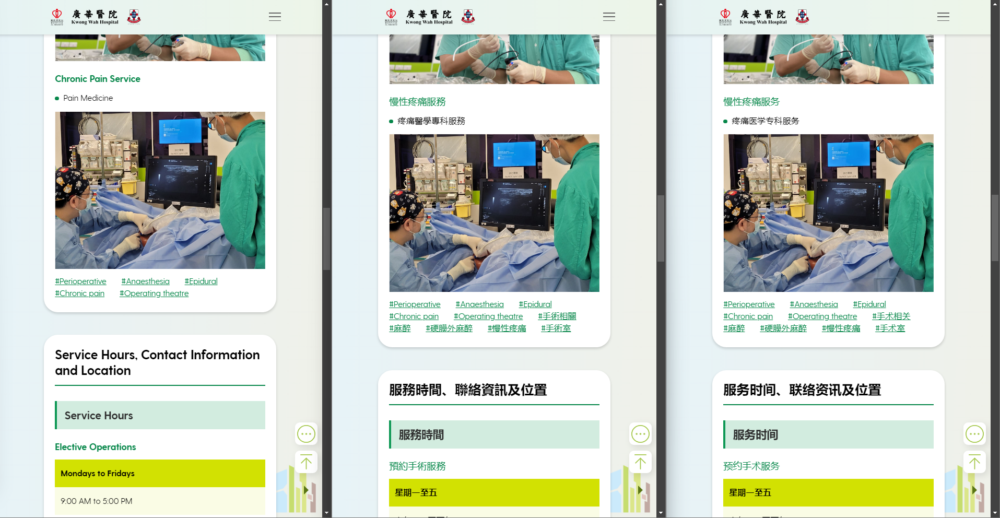 廣華醫院
Kwong Wah Hospital
Chronic Pain Service
Pain Medicine
#Perioperative #Anaesthesia #Epidural
#Chronic pain #Operating theatre
Service Hours, Contact Information
and Location
Service Hours
Elective Operations
Mondays to Fridays
9:00 AM to 5:00 PM
廣華醫院
Kwong Wah Hospital
慢性疼痛服務
疼痛醫學專科服務
#Perioperative #Anaesthesia #Epidural
#Chronic pain #Operating theatre #手術相關
#麻醉 #硬膜外麻醉 #慢性疼痛 #手術室
服務時間、聯絡資訊及位置
服務時間
預約手術服務
星期一至五
廣華醫院
Kwong Wah Hospital
慢性疼痛服务
疼痛医学专科服务
#Perioperative #Anaesthesia #Epidural
#Chronic pain #Operating theatre #手术相关
#麻醉 #硬膜外麻醉 #慢性疼痛 #手术室
服务时间、联络资讯及位置
服务时间
预约手术服务
星期一至五